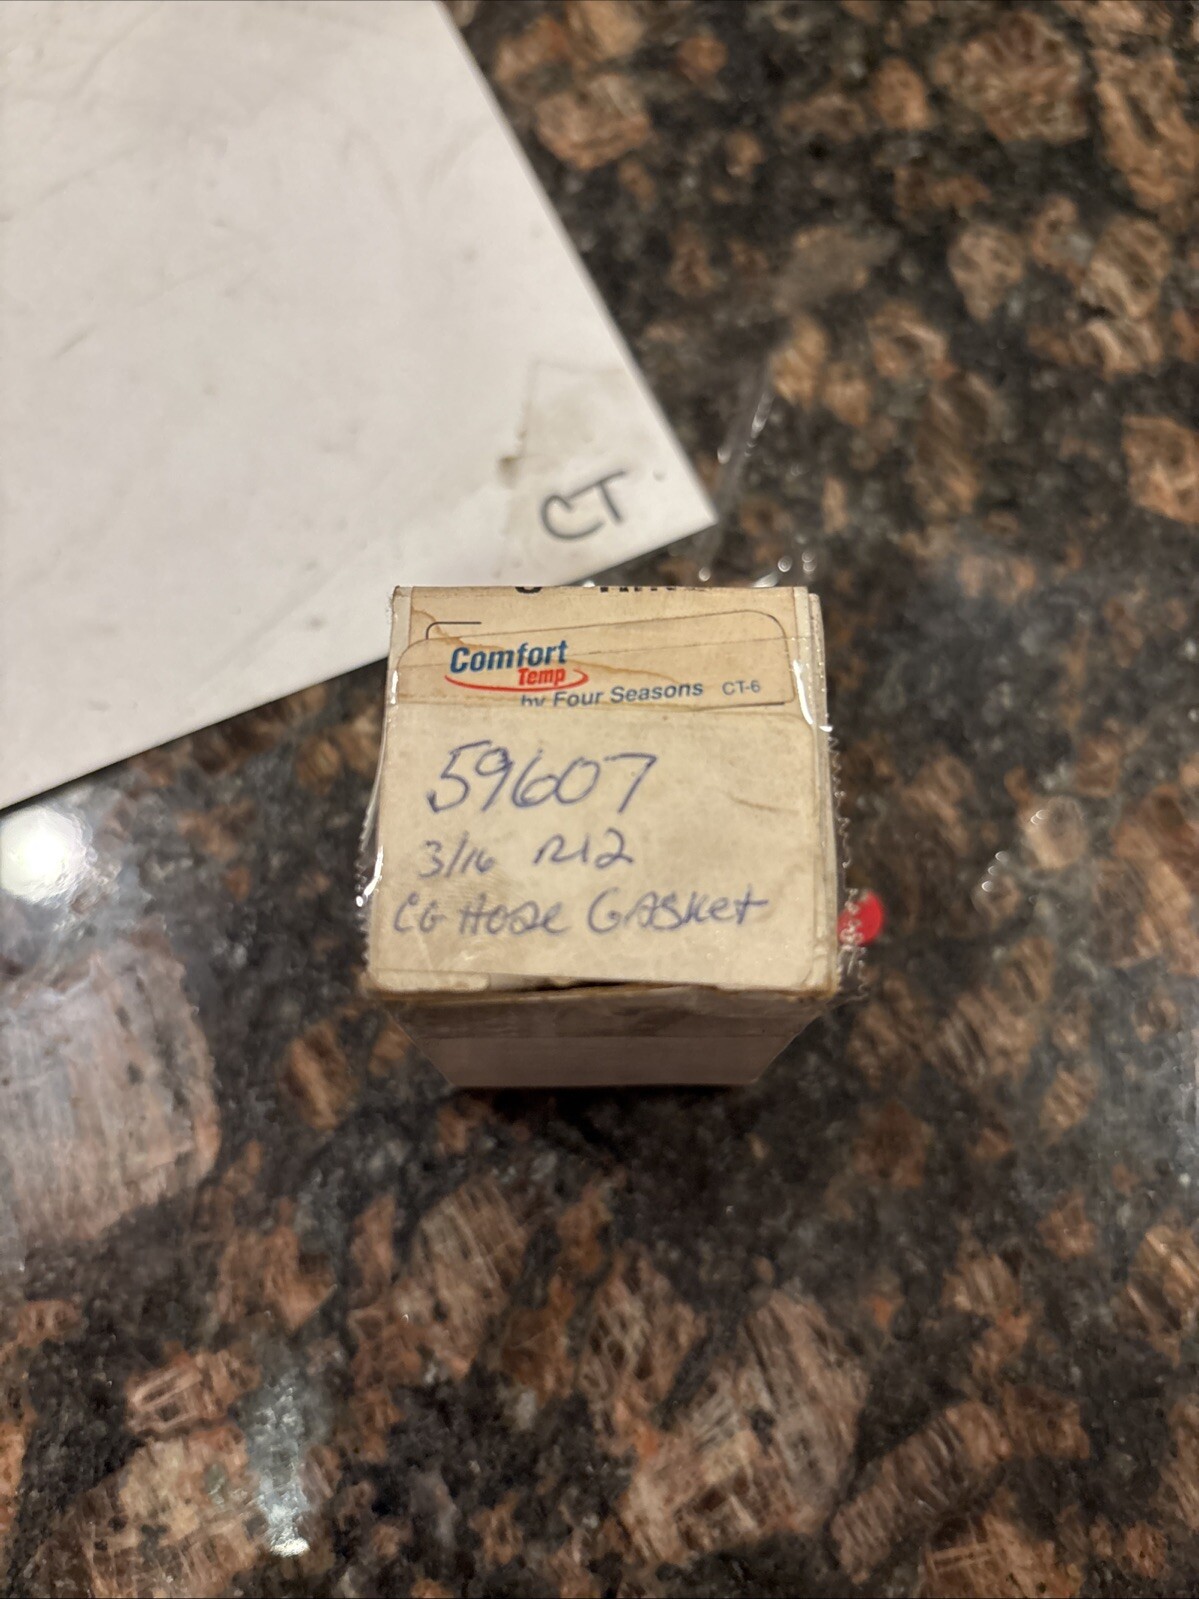 CT
Comfort
Temp
by Four Seasons CT-6
59607
3/16 R12
CG Hose Gasket